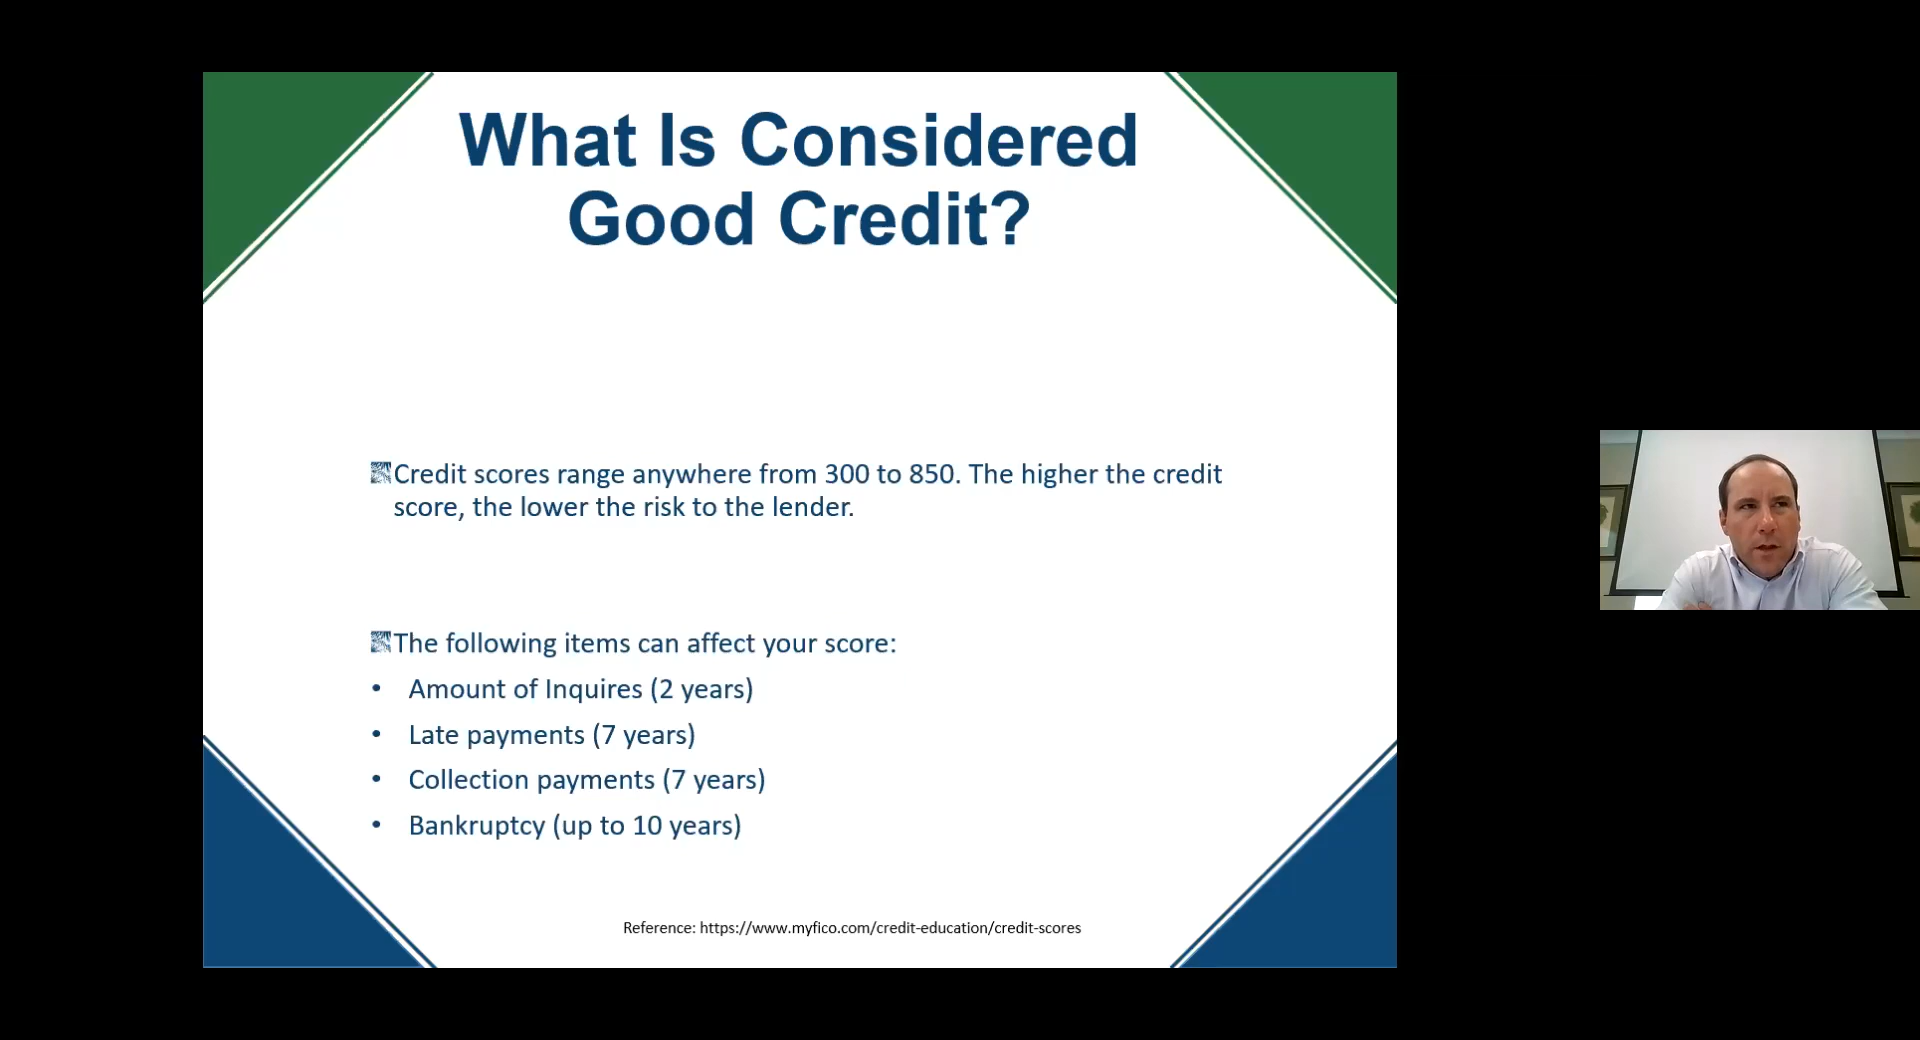 What Is Considered
Good Credit?
Credit scores range anywhere from 300 to 850. The higher the credit
score, the lower the risk to the lender.
The following items can affect your score:
• Amount of Inquires (2 years)
• Late payments (7 years)
• Collection payments (7 years)
• Bankruptcy (up to 10 years)
Reference: https://www.myfico.com/credit-education/credit-scores